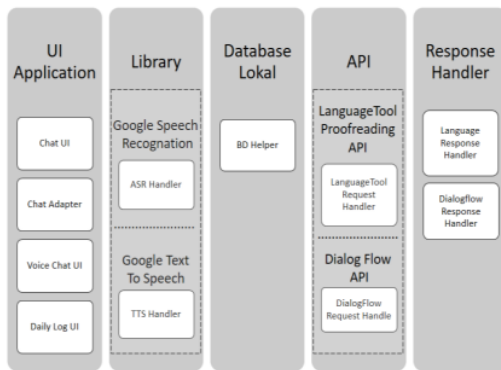 UI
Application
Chat UI
Chat Adapter
Voice Chat UI
Daily Log UI
Library
Google Speech
Recognation
ASR Handler
Google Text
To Speech
TTS Handler
Database
Lokal
BD Helper
API
LanguageTool
Proofreading
API
LanguageTool
Request
Handler
Dialog Flow
API
DialogFlow
Request Handle
Response
Handler
Language
Response
Handler
Dialogflow
Response
Handler